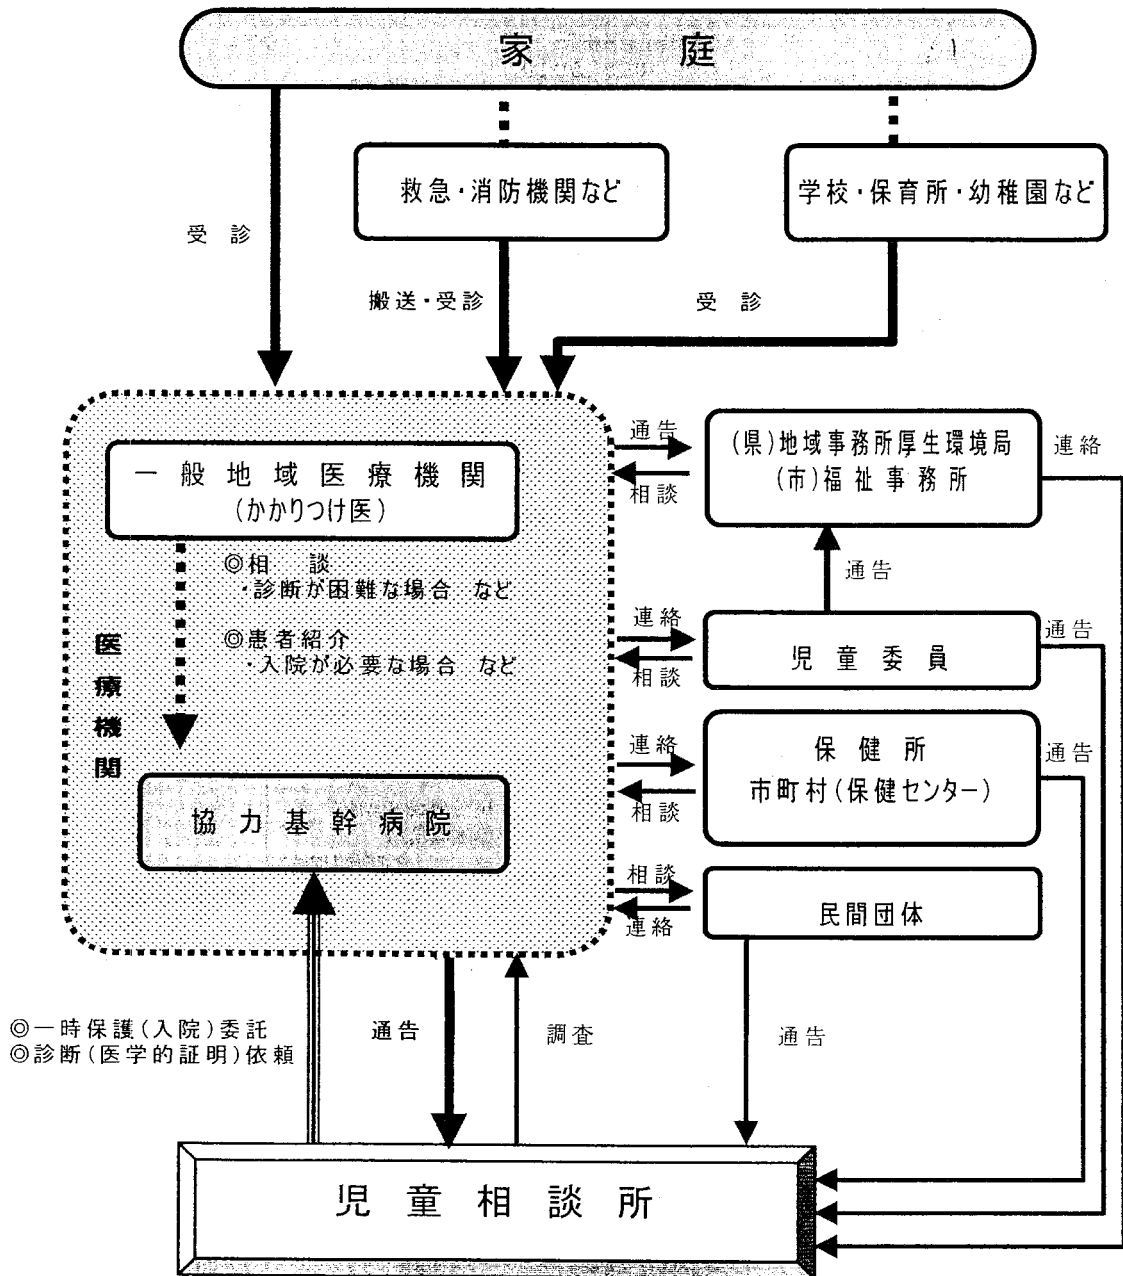 家庭
救急・消防機関など
学校・保育所・幼稚園など
受診
搬送・受診
受診
通告
相談
(県)地域事務所厚生環境局
(市)福祉事務所
連絡
一般地域医療機関
(かかりつけ医)
◎相 談
・診断が困難な場合 など
◎患者紹介
・入院が必要な場合 など
医療機関
通告
連絡
相談
児童委員
通告
連絡
相談
保健所
市町村(保健センター)
通告
協力基幹病院
相談
連絡
民間団体
◎一時保護(入院)委託
◎診断(医学的証明)依頼
通告
調査
通告
児童相談所